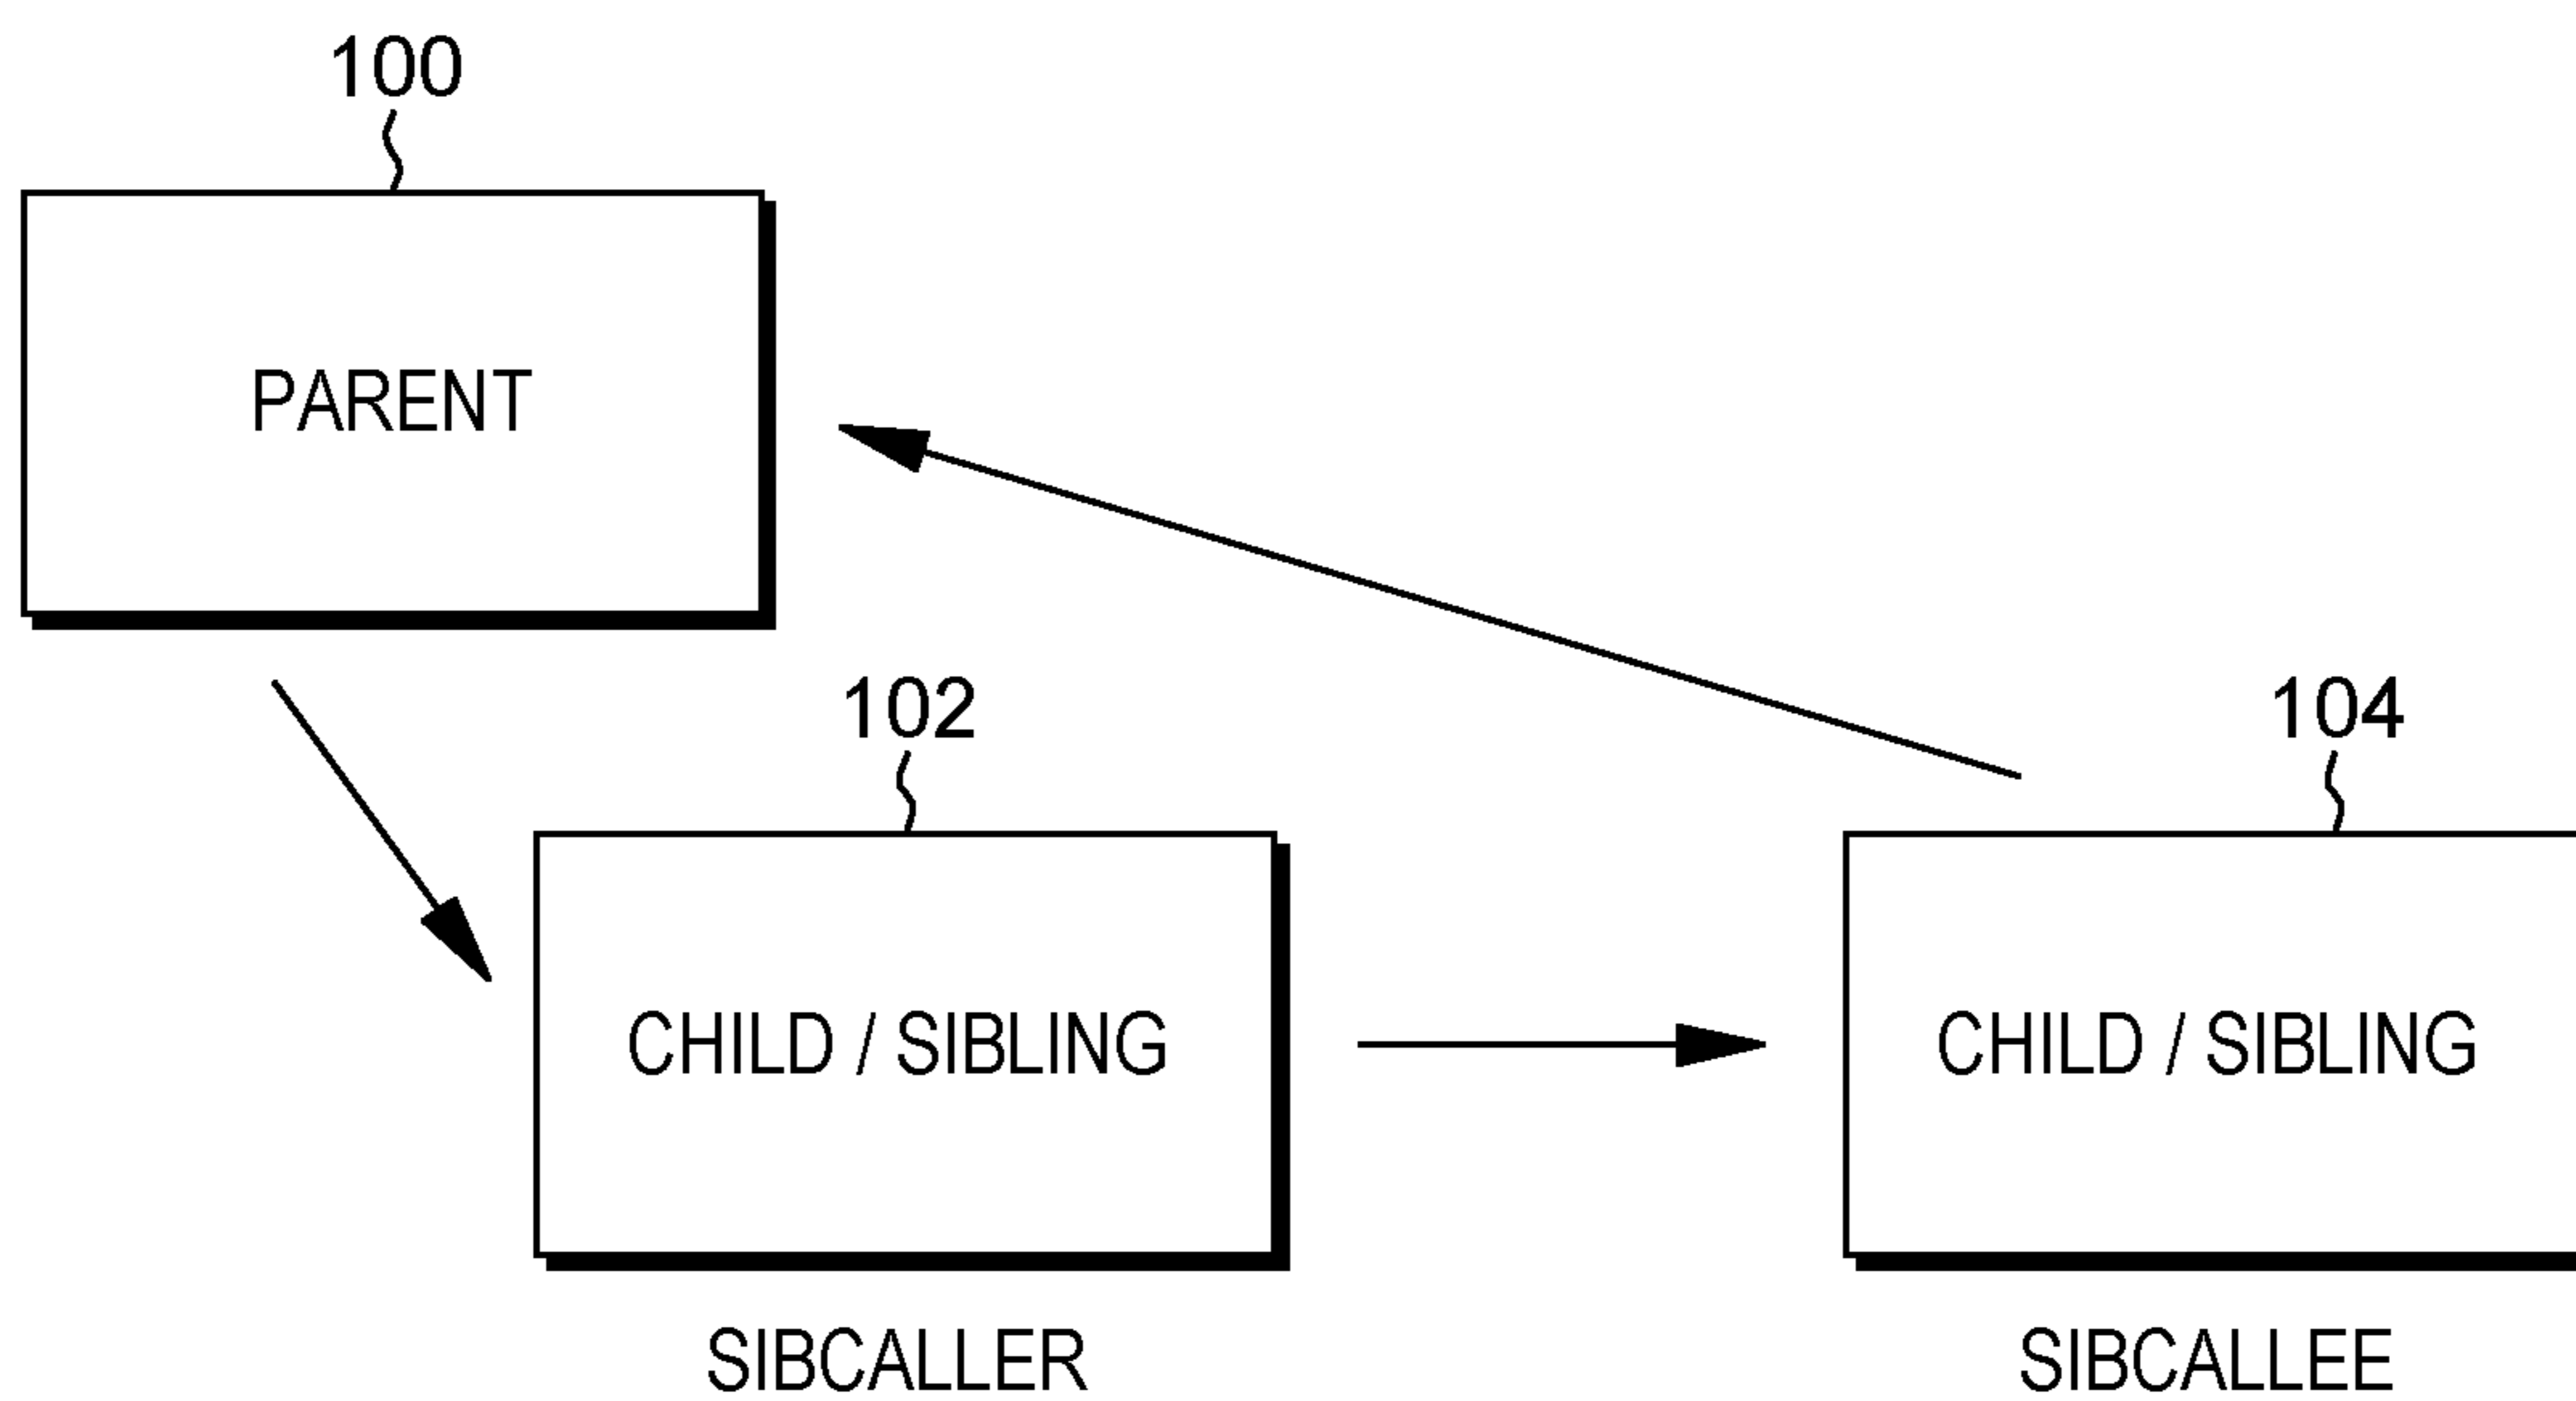 100
PARENT
102
104
CHILD / SIBLING
CHILD / SIBLING
SIBCALLER
SIBCALLEE